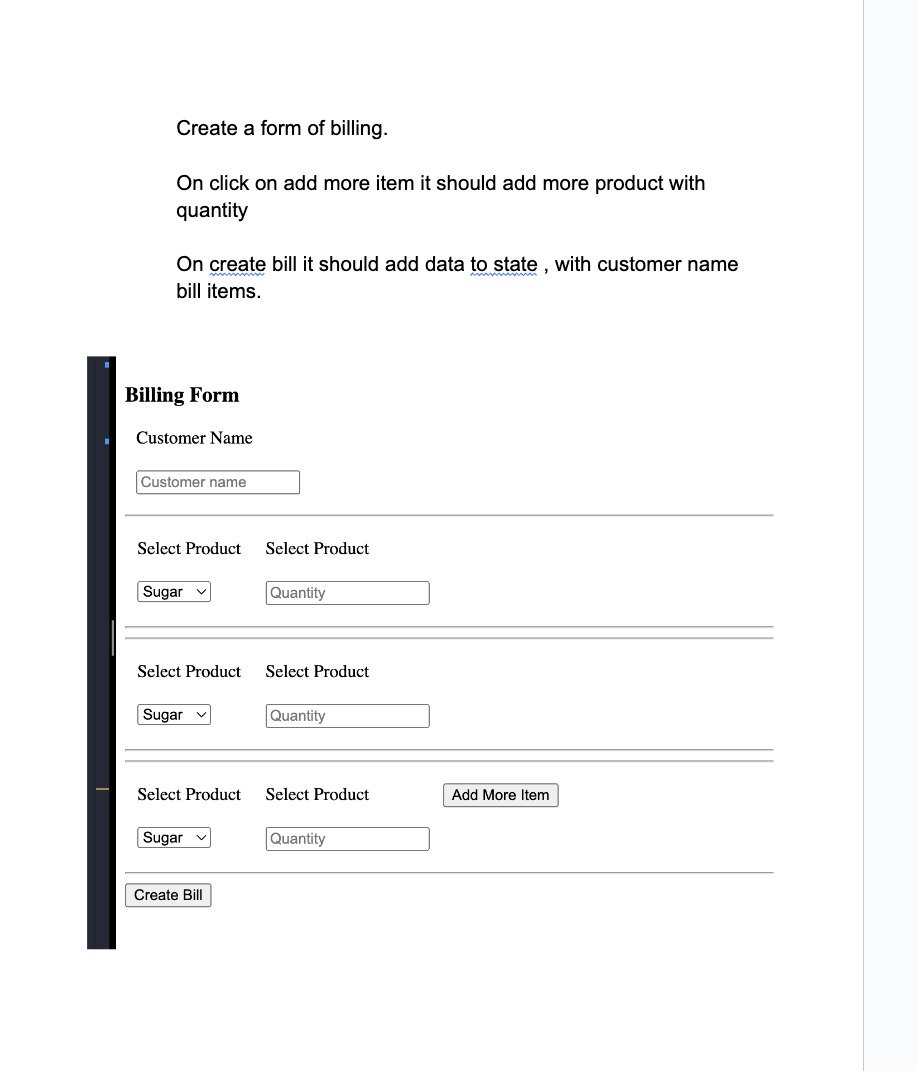 Create a form of billing.
On click on add more item it should add more product with
quantity
On create bill it should add data to state , with customer name
bill items.
Billing Form
Customer Name
Customer name
Select Product Select Product
Sugar Quantity
Select Product Select Product
Sugar Quantity
Select Product Select Product Add More Item
Sugar Quantity
Create Bill